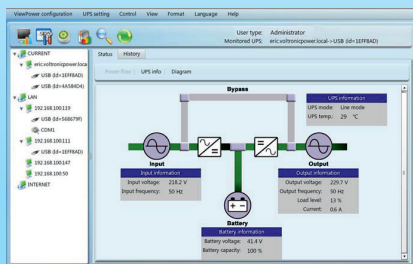 ViewPower configuration UPS setting Control View Format Language Help
User type: Administrator
Monitored UPS: eric.voltronicpower.local->USB (id=1EFF8AD)
CURRENT
eric.voltronicpower.loca
USB (id=1EFF8AD)
USB (id=4A584D4)
LAN
192.168.100.119
USB (id=568679F)
COM1
192.168.100.111
USB (id=1EFF8AD)
192.168.100.147
192.168.100.50
INTERNET
Status History
Power flow UPS info Diagram
Bypass
UPS information
UPS mode: Line mode
UPS temp.: 29 °C
Input
Output
Input information
Input voltage: 218.2 V
Input frequency: 50 Hz
Output information
Output voltage: 229.7 V
Output frequency: 50 Hz
Load level: 13 %
Current: 0.6 A
Battery
Battery information
Battery voltage: 41.4 V
Battery capacity: 100 %